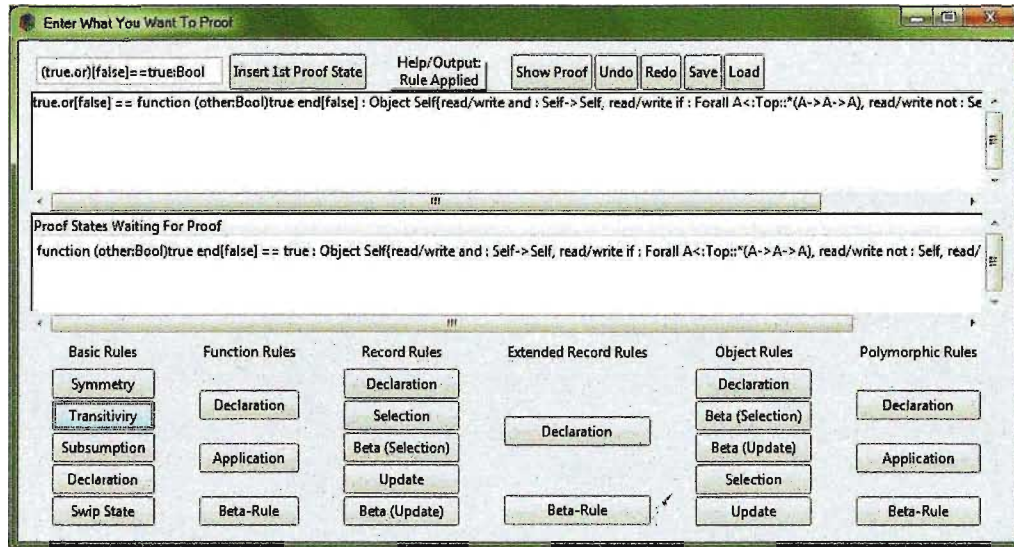 Enter What You Want To Proof
(true.or)[false]==true:Bool Insert 1st Proof State Help/Output: Rule Applied Show Proof Undo Redo Save Load
true.or[false] == function (other:Bool)true end[false] : Object Self{read/write and : Self->Self, read/write if : Forall A<:Top::*(A->A->A), read/write not : Se
Proof States Waiting For Proof
function (other:Bool)true end[false] == true : Object Self{read/write and : Self->Self, read/write if : Forall A<:Top::*(A->A->A), read/write not : Self, read/
Basic Rules Function Rules Record Rules Extended Record Rules Object Rules Polymorphic Rules
Symmetry
Transitivity
Subsumption
Declaration
Swip State
Declaration
Application
Beta-Rule
Declaration
Selection
Beta (Selection)
Update
Beta (Update)
Declaration
Beta-Rule
Declaration
Beta (Selection)
Beta (Update)
Selection
Update
Declaration
Application
Beta-Rule